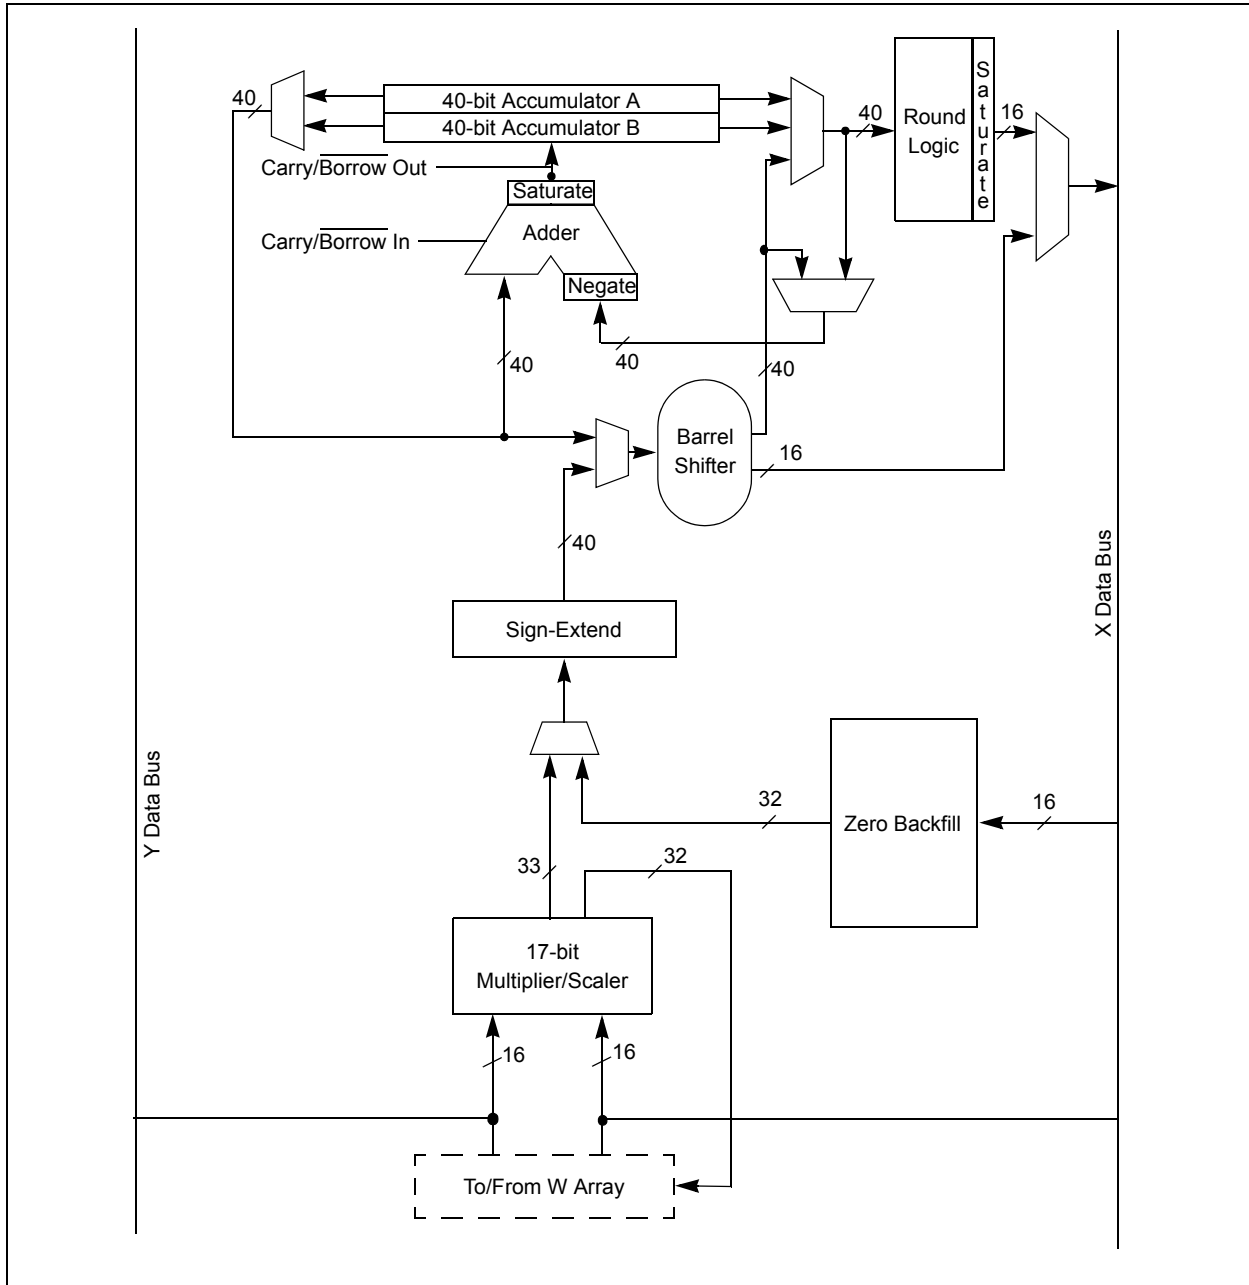 40
40-bit Accumulator A
40-bit Accumulator B
40
Round
Logic
Saturate
16
Carry/Borrow Out
Saturate
Carry/Borrow In
Adder
Negate
40
40
40
Barrel
Shifter
16
40
X Data Bus
Sign-Extend
Y Data Bus
32
16
Zero Backfill
33
32
17-bit
Multiplier/Scaler
16
16
To/From W Array